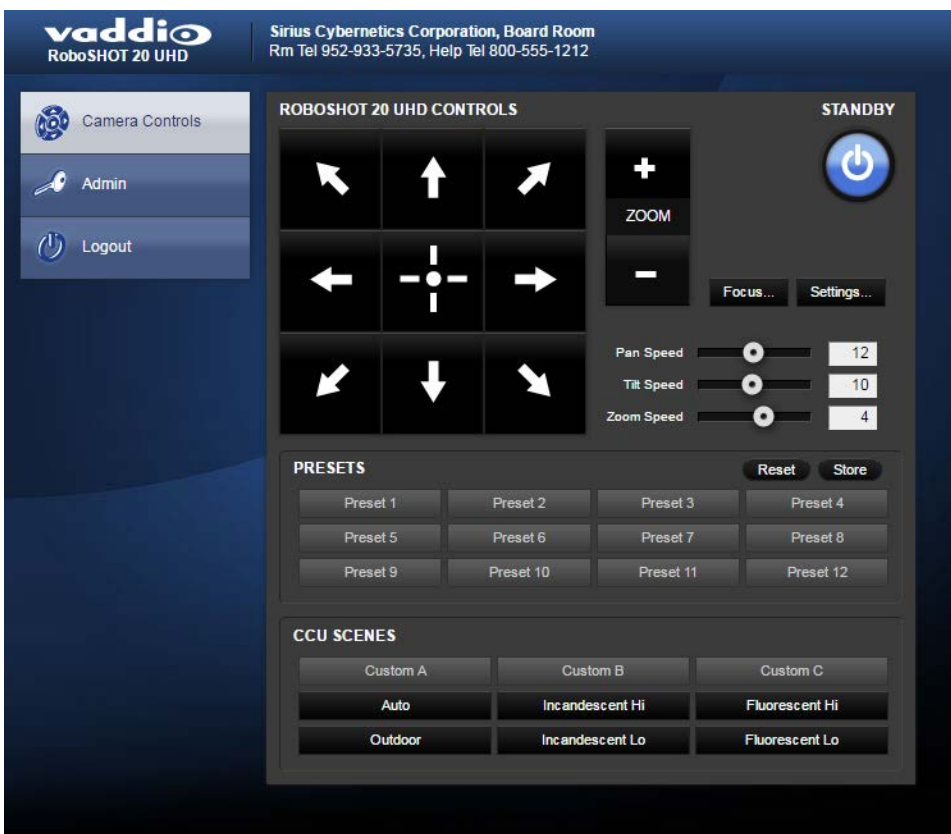 vaddio
RoboSHOT 20 UHD
Sirius Cybernetics Corporation, Board Room
Rm Tel 952-933-5735, Help Tel 800-555-1212
Camera Controls
Admin
Logout
ROBOSHOT 20 UHD CONTROLS
STANDBY
+
ZOOM
-
Focus...
Settings...
Pan Speed 12
Tilt Speed 10
Zoom Speed 4
PRESETS
Reset
Store
Preset 1 Preset 2 Preset 3 Preset 4
Preset 5 Preset 6 Preset 7 Preset 8
Preset 9 Preset 10 Preset 11 Preset 12
CCU SCENES
Custom A Custom B Custom C
Auto Incandescent Hi Fluorescent Hi
Outdoor Incandescent Lo Fluorescent Lo